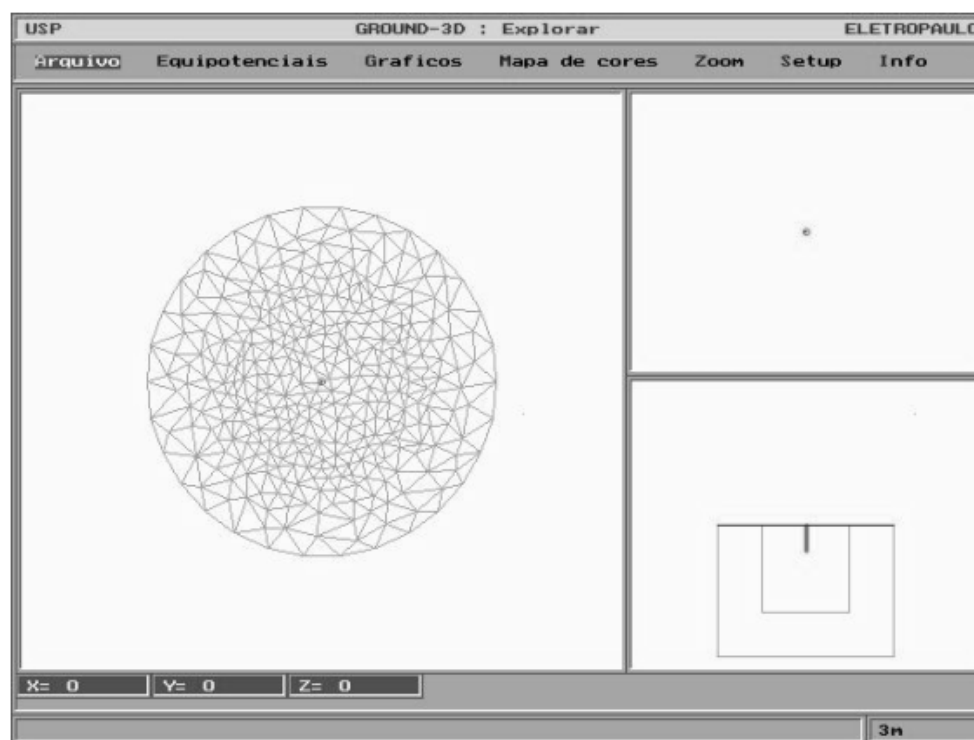 USP GROUND-3D : Explorar ELETROPAULO
Arquivo Equipotenciais Graficos Mapa de cores Zoom Setup Info
X= 0 Y= 0 Z= 0
3m